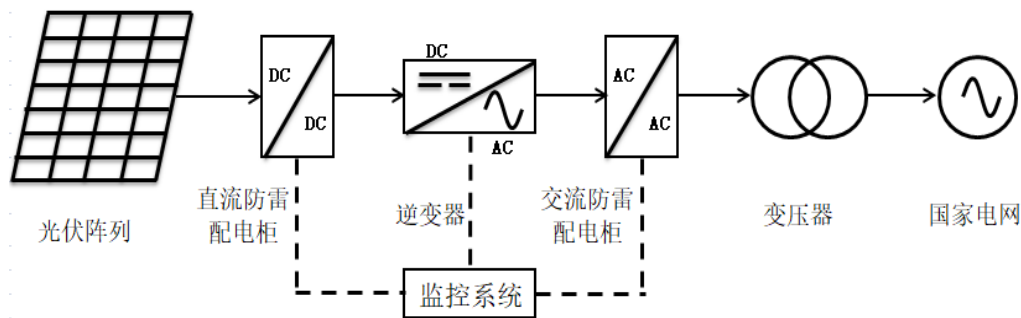 DC
DC
DC
AC
AC
AC
光伏阵列
直流防雷
配电柜
逆变器
交流防雷
配电柜
变压器
国家电网
监控系统